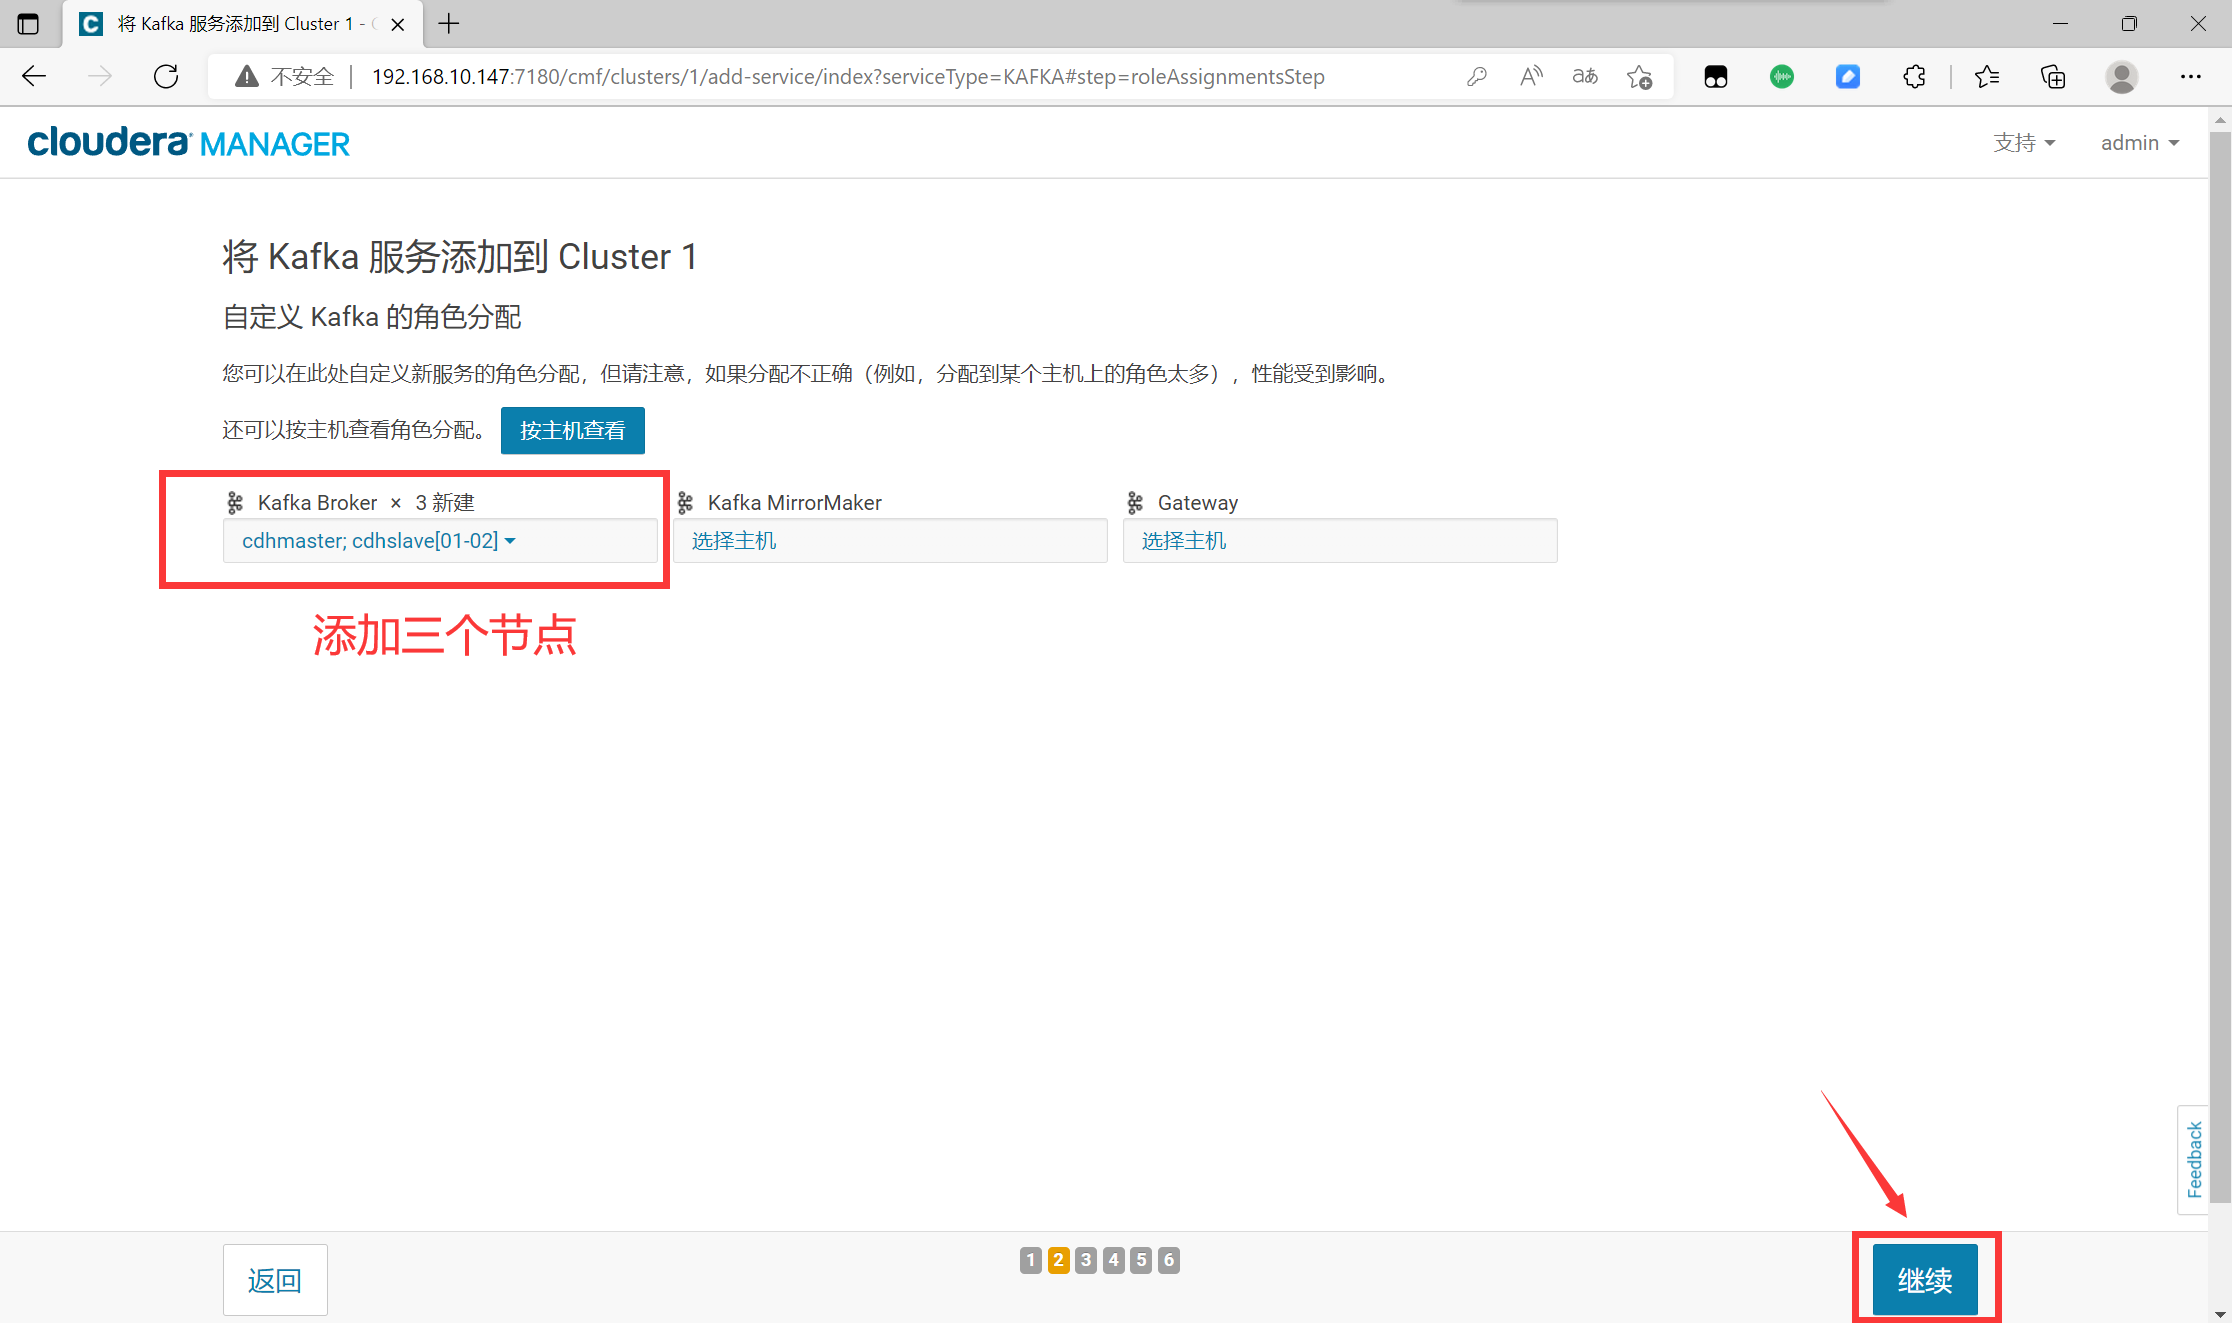 将 Kafka 服务添加到 Cluster 1 -
不安全 192.168.10.147:7180/cmf/clusters/1/add-service/index?serviceType=KAFKA#step=roleAssignmentsStep
cloudera MANAGER
支持 admin
将 Kafka 服务添加到 Cluster 1
自定义 Kafka 的角色分配
您可以在此处自定义新服务的角色分配，但请注意，如果分配不正确（例如，分配到某个主机上的角色太多），性能受到影响。
还可以按主机查看角色分配。 按主机查看
Kafka Broker × 3 新建 Kafka MirrorMaker Gateway
cdhmaster; cdhslave[01-02] 选择主机 选择主机
添加三个节点
Feedback
返回 1 2 3 4 5 6 继续